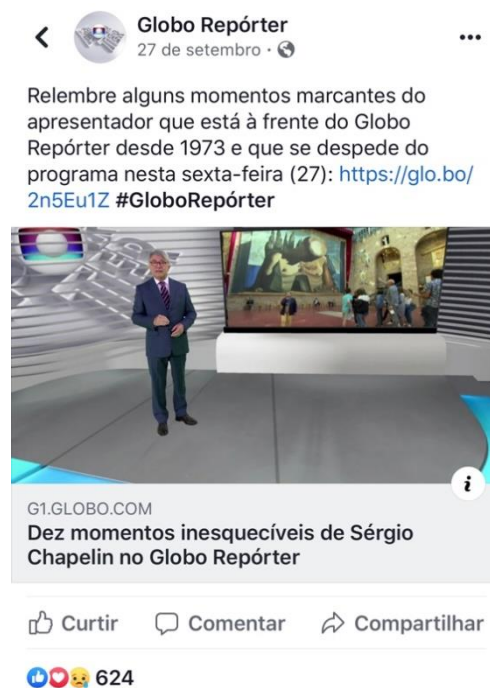 Globo Repórter
27 de setembro ·
Relembre alguns momentos marcantes do
apresentador que está à frente do Globo
Repórter desde 1973 e que se despede do
programa nesta sexta-feira (27): https://glo.bo/
2n5Eu1Z #GloboRepórter
G1.GLOBO.COM
Dez momentos inesquecíveis de Sérgio
Chapelin no Globo Repórter
Curtir
Comentar
Compartilhar
624